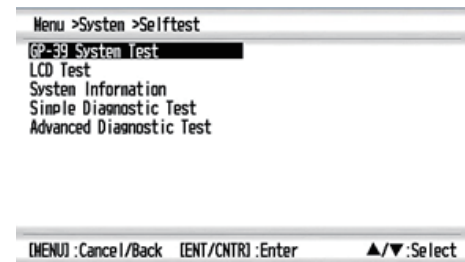 Menu >System >Selftest
GP-39 System Test
LCD Test
System Information
Simple Diagnostic Test
Advanced Diagnostic Test
[MENU] :Cancel/Back [ENT/CNTR] :Enter ▲/▼:Select